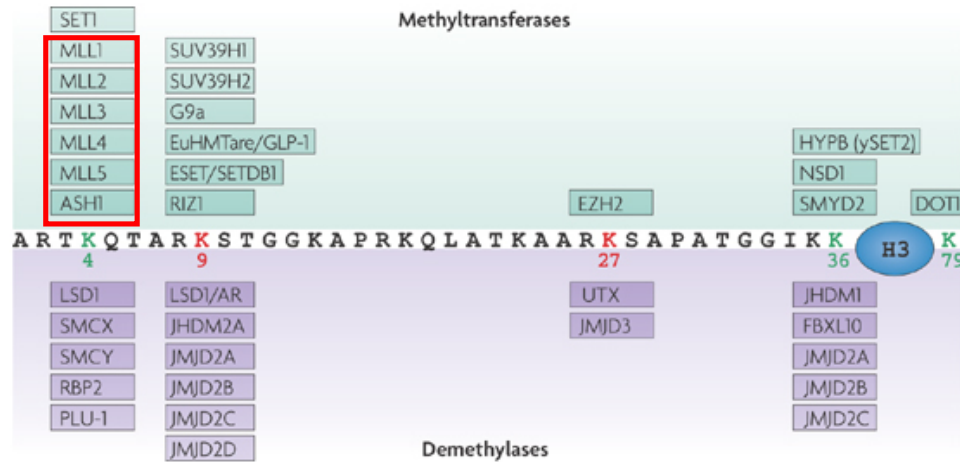 SET1 Methyltransferases
MLL1 SUV39H1
MLL2 SUV39H2
MLL3 G9a
MLL4 EuHMTare/GLP-1 HYPB (ySET2)
MLL5 ESET/SETDB1 NSD1
ASH1 RIZ1 EZH2 SMYD2 DOT1
A R T K Q T A R K S T G G K A P R K Q L A T K A A R K S A P A T G G I K K H3 K
4 9 27 36 79
LSD1 LSD1/AR UTX JHDM1
SMCX JHDM2A JMJD3 FBXL10
SMCY JMJD2A JMJD2A
RBP2 JMJD2B JMJD2B
PLU-1 JMJD2C JMJD2C
JMJD2D Demethylases